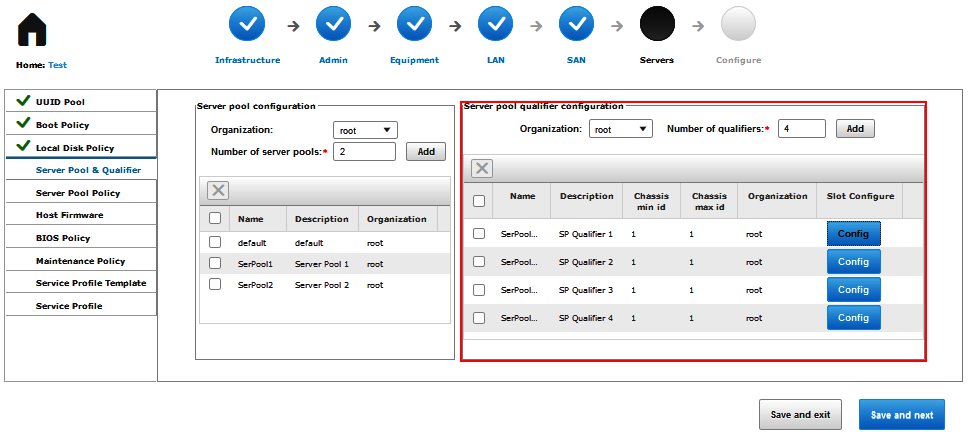 Home: Test
Infrastructure
Admin
Equipment
LAN
SAN
Servers
Configure
UUID Pool
Boot Policy
Local Disk Policy
Server Pool & Qualifier
Server Pool Policy
Host Firmware
BIOS Policy
Maintenance Policy
Service Profile Template
Service Profile
Server pool configuration
Organization: root
Number of server pools:* 2 Add
Name Description Organization
default default root
SerPool1 Server Pool 1 root
SerPool2 Server Pool 2 root
Server pool qualifier configuration
Organization: root Number of qualifiers:* 4 Add
Name Description Chassis min id Chassis max id Organization Slot Configure
SerPool... SP Qualifier 1 1 1 root Config
SerPool... SP Qualifier 2 1 1 root Config
SerPool... SP Qualifier 3 1 1 root Config
SerPool... SP Qualifier 4 1 1 root Config
Save and exit
Save and next